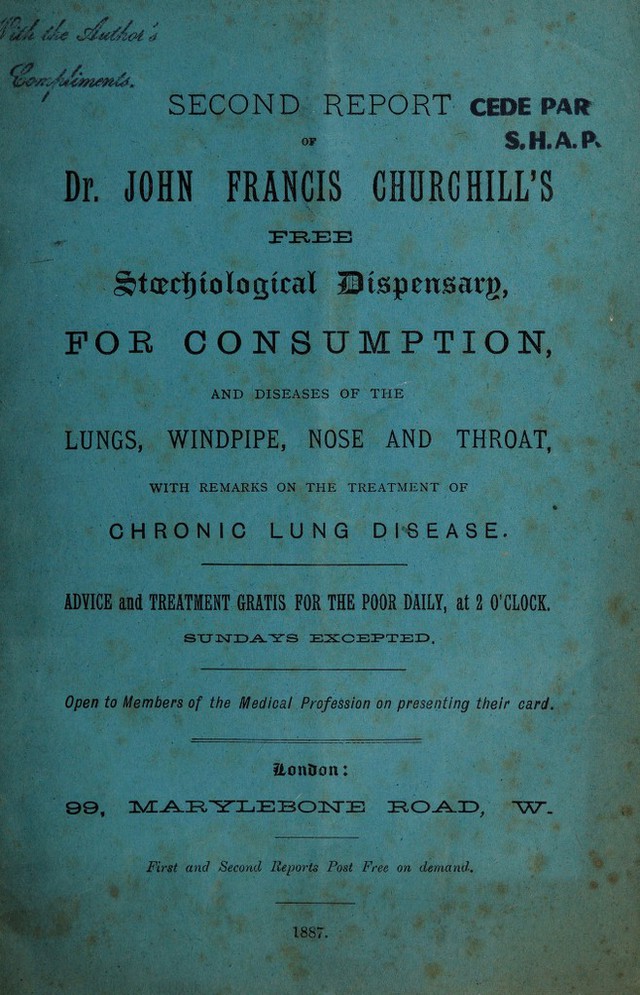 With the Author's
Compliments.
SECOND REPORT
CEDE PAR
S.H.A.P.
OF
Dr. JOHN FRANCIS CHURCHILL'S
FREE
Stœchiological Dispensary,
FOR CONSUMPTION,
AND DISEASES OF THE
LUNGS, WINDPIPE, NOSE AND THROAT,
WITH REMARKS ON THE TREATMENT OF
CHRONIC LUNG DISEASE.
ADVICE and TREATMENT GRATIS FOR THE POOR DAILY, at 2 O'CLOCK.
SUNDAYS EXCEPTED.
Open to Members of the Medical Profession on presenting their card.
London:
99, MARYLEBONE ROAD, W.
First and Second Reports Post Free on demand.
1887.